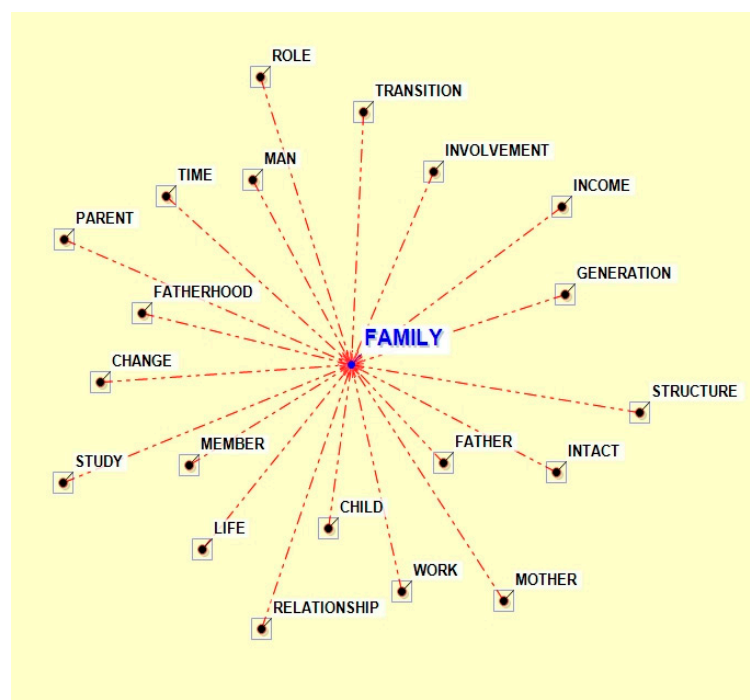 ROLE
TRANSITION
INVOLVEMENT
MAN
TIME
INCOME
PARENT
GENERATION
FATHERHOOD
FAMILY
CHANGE
STRUCTURE
STUDY
MEMBER
FATHER
INTACT
CHILD
LIFE
WORK
MOTHER
RELATIONSHIP